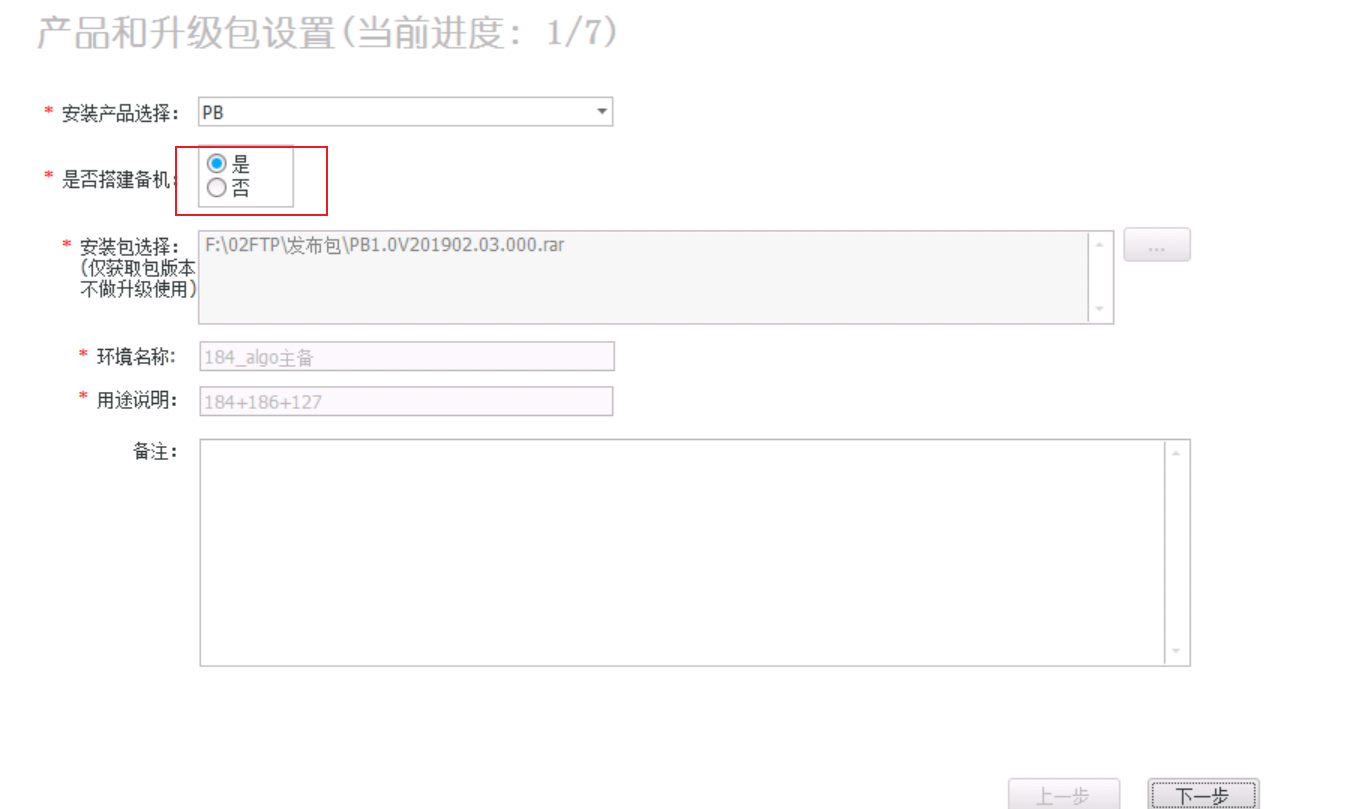 产品和升级包设置(当前进度: 1/7)
* 安装产品选择: PB
是
* 是否搭建备机:
否
* 安装包选择: F:\02FTP\发布包\PB1.0V201902.03.000.rar
...
(仅获取包版本
不做升级使用)
* 环境名称: 184_algo主备
* 用途说明: 184+186+127
备注:
上一步 下一步